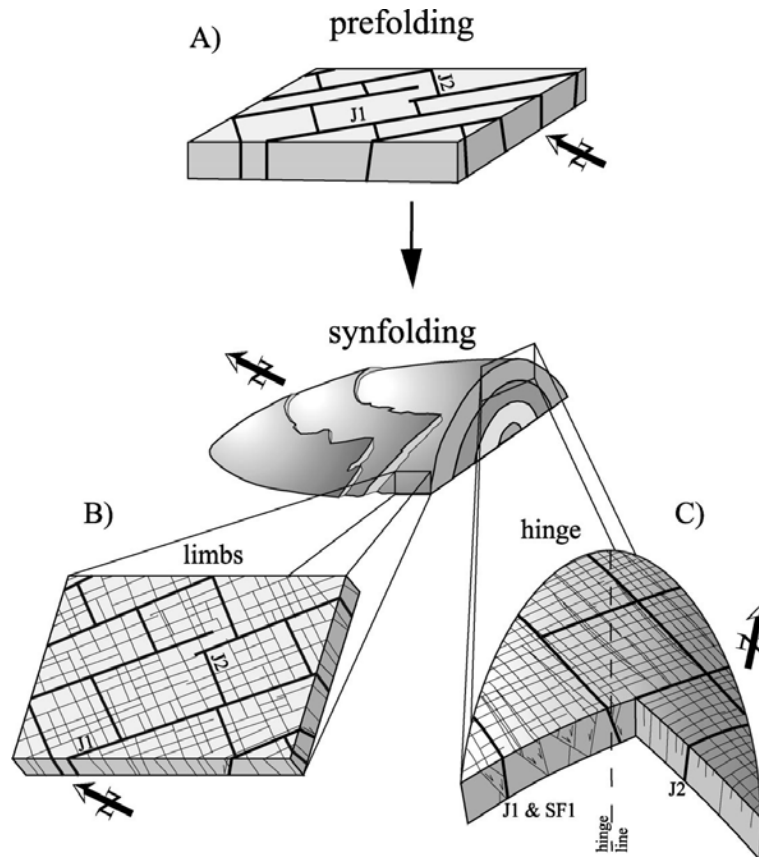 prefolding
A)
J2
J1
N
synfolding
N
B)
limbs
hinge
C)
J2
J1
N
N
J1 & SF1
J2
hinge
line